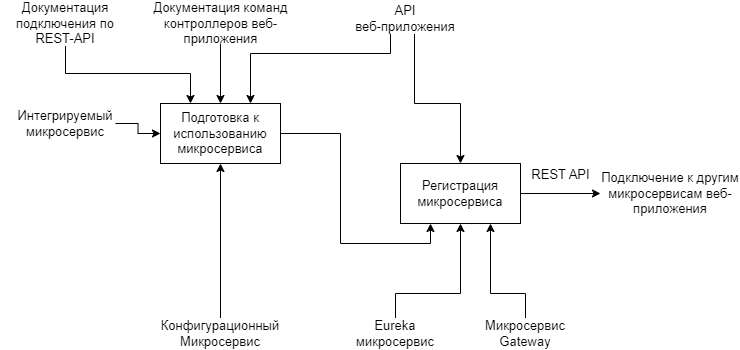 Документация
подключения по
REST-API
Документация команд
контроллеров веб-
приложения
API
веб-приложения
Интегрируемый
микросервис
Подготовка к
использованию
микросервиса
Регистрация
микросервиса
REST API
Подключение к другим
микросервисам веб-
приложения
Конфигурационный
Микросервис
Eureka
микросервис
Микросервис
Gateway